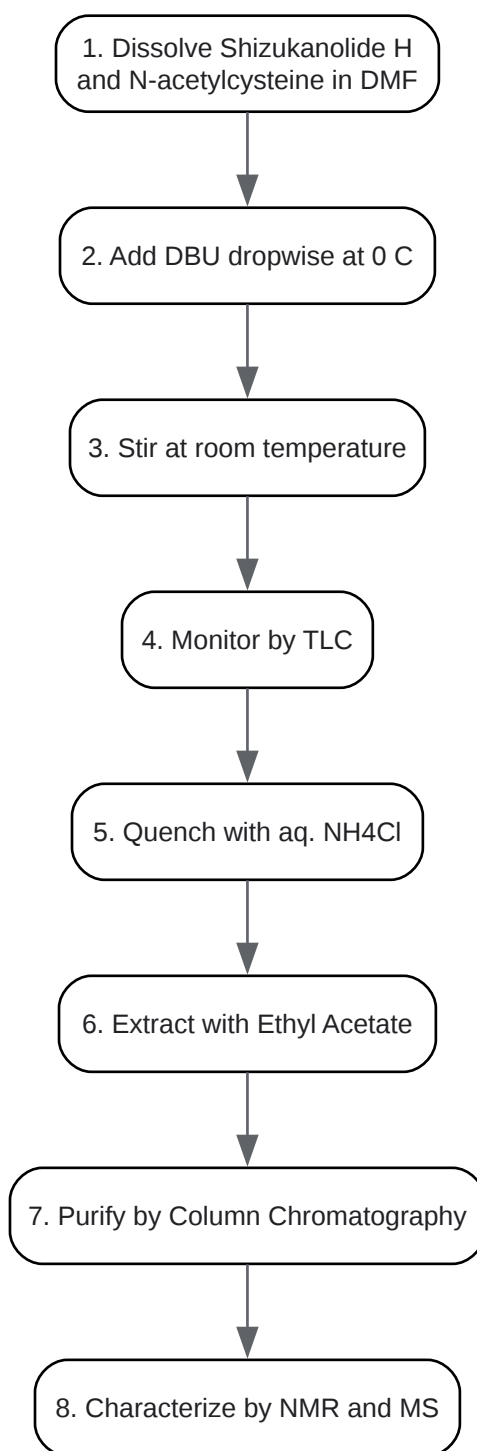 1. Dissolve Shizukanolide H
and N-acetylcysteine in DMF
2. Add DBU dropwise at 0 C
3. Stir at room temperature
4. Monitor by TLC
5. Quench with aq. NH4Cl
6. Extract with Ethyl Acetate
7. Purify by Column Chromatography
8. Characterize by NMR and MS